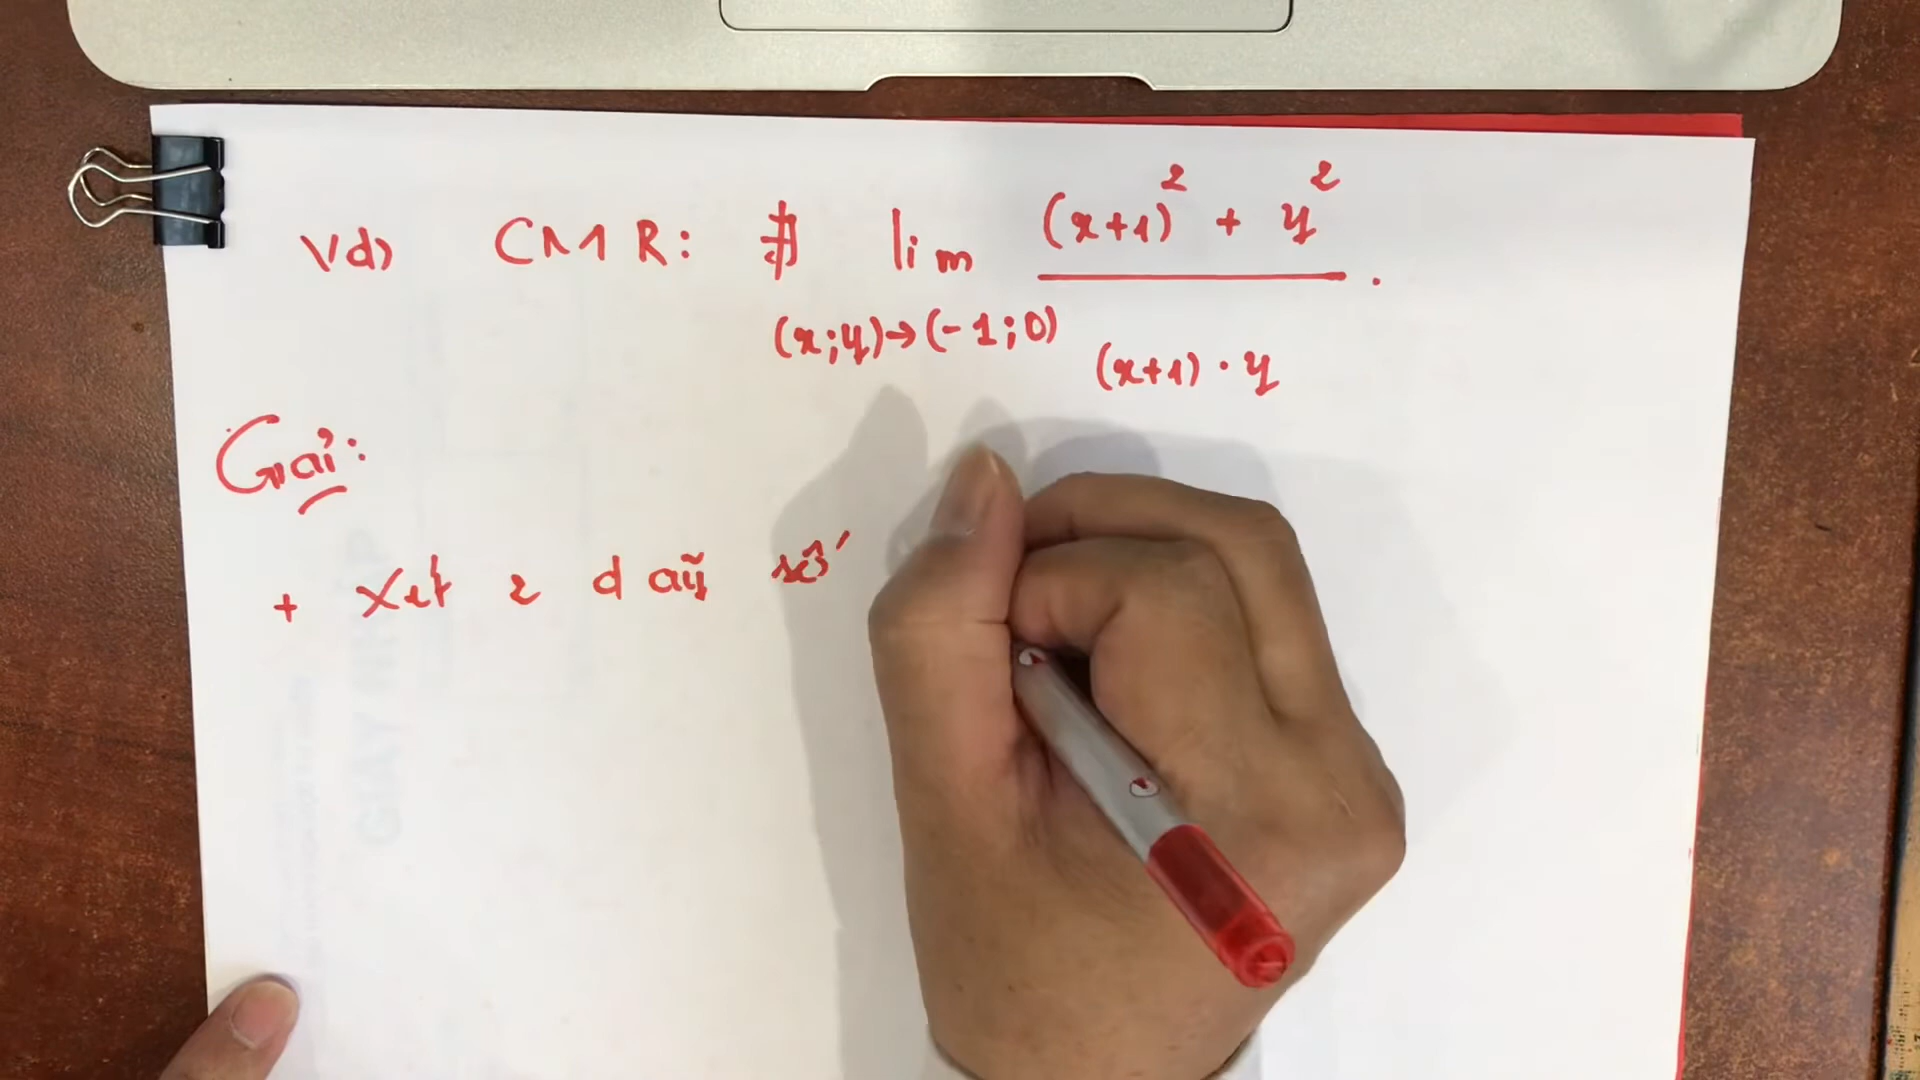 Vd) CMR: ∄ lim (x+1)² + y² .
(x;y)→(-1;0) (x+1) · y
Giải:
+ Xét 2 dãy số